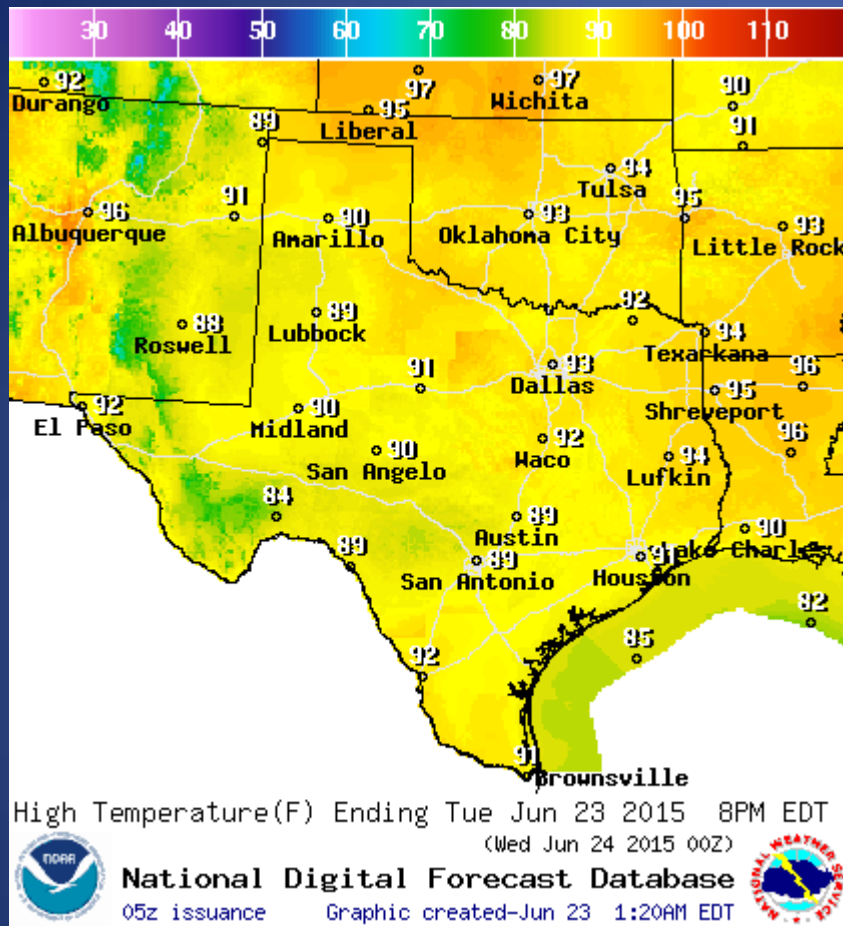 30 40 50 60 70 80 90 100 110
92
Durango
97
97
Wichita
90
95
Liberal
89
91
94
Tulsa
96
Albuquerque
91
90
Amarillo
93
Oklahoma City
95
93
Little Rock
88
Roswell
89
Lubbock
92
94
Texarkana
91
93
Dallas
96
95
Shreveport
92
El Paso
90
Midland
90
San Angelo
92
Waco
94
Lufkin
96
84
89
Austin
90
Lake Charles
89
89
San Antonio
91
Houston
82
85
92
91
Brownsville
High Temperature(F) Ending Tue Jun 23 2015 8PM EDT
(Wed Jun 24 2015 00Z)
NOAA
National Digital Forecast Database
05z issuance Graphic created-Jun 23 1:20AM EDT
NATIONAL WEATHER SERVICE